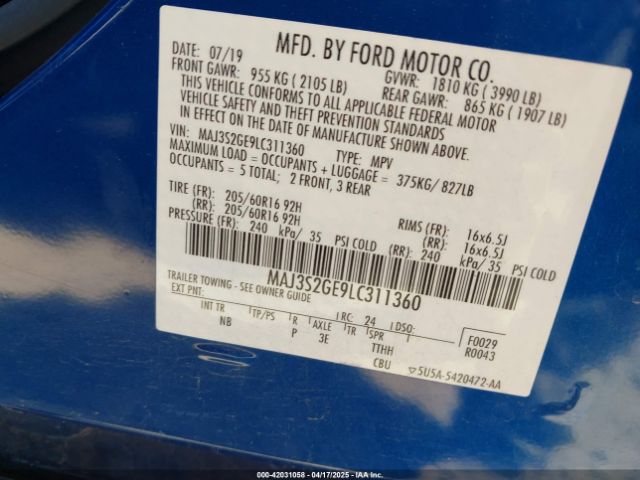 MFD. BY FORD MOTOR CO.
DATE: 07/19 GVWR: 1810 KG ( 3990 LB)
FRONT GAWR: 955 KG ( 2105 LB) REAR GAWR: 865 KG ( 1907 LB)
THIS VEHICLE CONFORMS TO ALL APPLICABLE FEDERAL MOTOR
VEHICLE SAFETY AND THEFT PREVENTION STANDARDS
IN EFFECT ON THE DATE OF MANUFACTURE SHOWN ABOVE.
VIN: MAJ3S2GE9LC311360 TYPE: MPV
MAXIMUM LOAD = OCCUPANTS + LUGGAGE = 375KG/ 827LB
OCCUPANTS = 5 TOTAL; 2 FRONT, 3 REAR
TIRE (FR): 205/60R16 92H RIMS (FR): 16x6.5J
(RR): 205/60R16 92H (RR): 16x6.5J
PRESSURE (FR): 240 kPa/ 35 PSI COLD (RR): 240 kPa/ 35 PSI COLD
MAJ3S2GE9LC311360
TRAILER TOWING - SEE OWNER GUIDE
EXT PNT: RC: 24 DSO: F0029
INT TR TP/PS R AXLE TR SPR R0043
NB P 3E TTHH
CBU 5U5A-5420472-AA
000-42031058 - 04/17/2025 - IAAI.COM